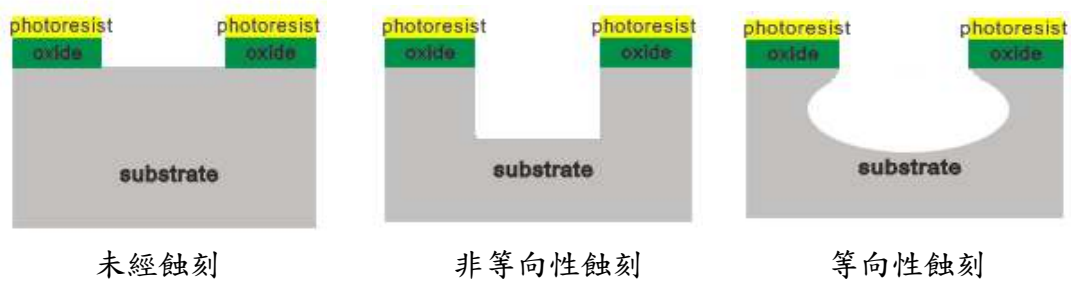 photoresist photoresist
oxide oxide
substrate
未經蝕刻
photoresist photoresist
oxide oxide
substrate
非等向性蝕刻
photoresist photoresist
oxide oxide
substrate
等向性蝕刻